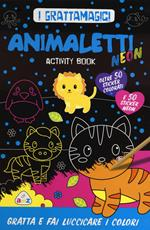 I GRATTAMAGICI
ANIMALETTI
NEON
ACTIVITY BOOK
OLTRE 50
STICKER
COLORATI
E 50
STICKER
NEON
GRATTA E FAI LUCCICARE I COLORI